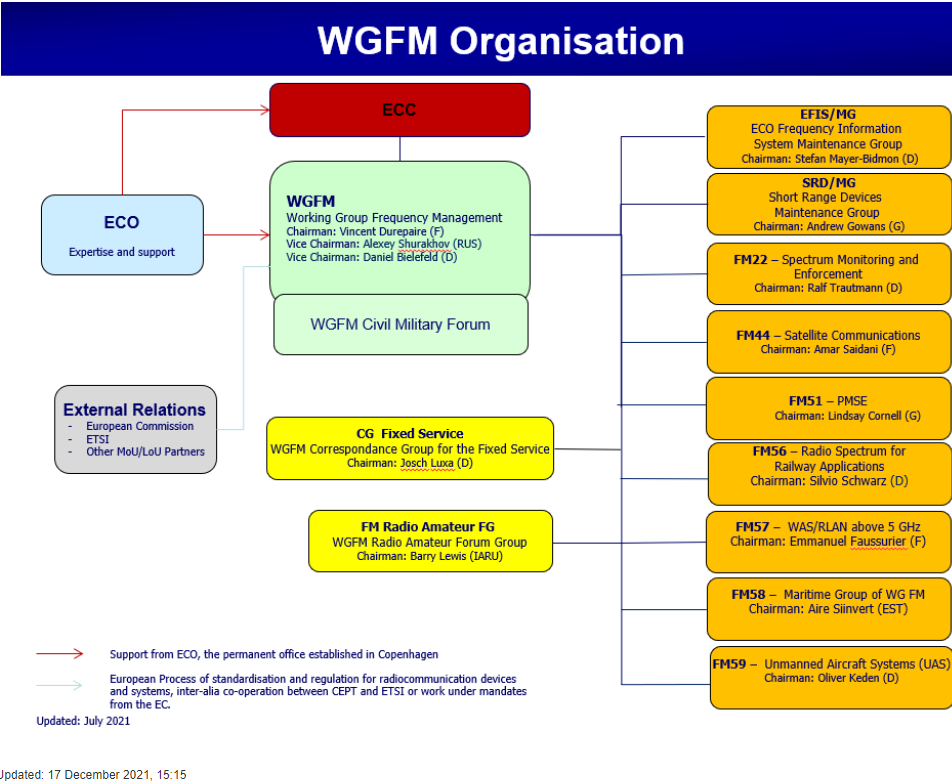 WGFM Organisation
ECC
WGFM
Working Group Frequency Management
Chairman: Vincent Durepaire (F)
Vice Chairman: Alexey Shurakhov (RUS)
Vice Chairman: Daniel Bielefeld (D)
WGFM Civil Military Forum
ECO
Expertise and support
External Relations
- European Commission
- ETSI
- Other MoU/LoU Partners
CG Fixed Service
WGFM Correspondance Group for the Fixed Service
Chairman: Josch Luxa (D)
FM Radio Amateur FG
WGFM Radio Amateur Forum Group
Chairman: Barry Lewis (IARU)
EFIS/MG
ECO Frequency Information
System Maintenance Group
Chairman: Stefan Mayer-Bidmon (D)
SRD/MG
Short Range Devices
Maintenance Group
Chairman: Andrew Gowans (G)
FM22 – Spectrum Monitoring and
Enforcement
Chairman: Ralf Trautmann (D)
FM44 – Satellite Communications
Chairman: Amar Saidani (F)
FM51 – PMSE
Chairman: Lindsay Cornell (G)
FM56 – Radio Spectrum for
Railway Applications
Chairman: Silvio Schwarz (D)
FM57 – WAS/RLAN above 5 GHz
Chairman: Emmanuel Faussurier (F)
FM58 – Maritime Group of WG FM
Chairman: Aire Siinvert (EST)
FM59 – Unmanned Aircraft Systems (UAS)
Chairman: Oliver Keden (D)
Support from ECO, the permanent office established in Copenhagen
European Process of standardisation and regulation for radiocommunication devices
and systems, inter-alia co-operation between CEPT and ETSI or work under mandates
from the EC.
Updated: July 2021
Updated: 17 December 2021, 15:15